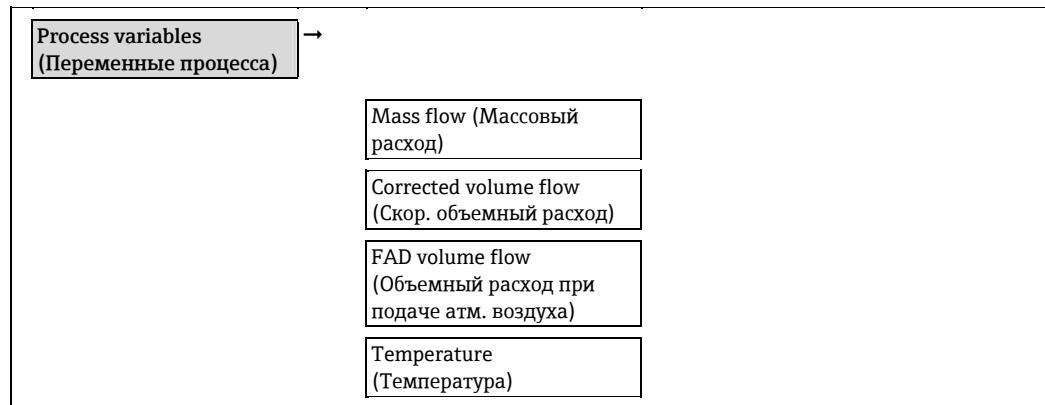 Process variables
(Переменные процесса)
→
Mass flow (Массовый
расход)
Corrected volume flow
(Скор. объемный расход)
FAD volume flow
(Объемный расход при
подаче атм. воздуха)
Temperature
(Температура)